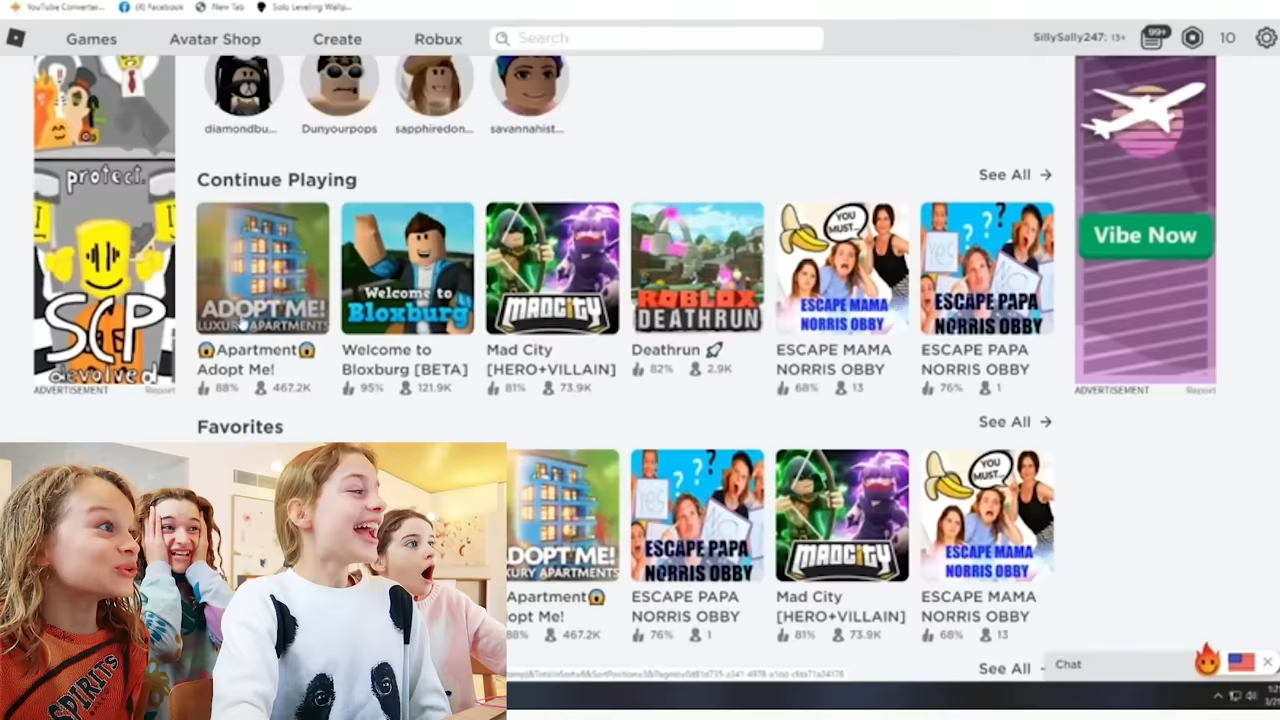 YouTube Converter...
(4) Facebook
New Tab
Solo Leveling Wallp...
Games
Avatar Shop
Create
Robux
Search
SillySally247: 13+
99+
10
diamondbu...
Dunyourpops
sapphiredon...
savannahist...
protect.
SCP
devolved
ADVERTISEMENT
Report
Vibe Now
ADVERTISEMENT
Report
Continue Playing
See All →
ADOPT ME!
LUXURY APARTMENTS
Welcome to
Bloxburg
MADCITY
ROBLOX
DEATHRUN
YOU
MUST...
ESCAPE MAMA
NORRIS OBBY
YES
NO
ESCAPE PAPA
NORRIS OBBY
😱Apartment😱
Adopt Me!
88% 467.2K
Welcome to
Bloxburg [BETA]
95% 121.9K
Mad City
[HERO+VILLAIN]
81% 73.9K
Deathrun 🚀
82% 2.9K
ESCAPE MAMA
NORRIS OBBY
68% 13
ESCAPE PAPA
NORRIS OBBY
76% 1
Favorites
See All →
DOPT ME!
XURY APARTMENTS
YES
NO
ESCAPE PAPA
NORRIS OBBY
MADCITY
YOU
MUST...
ESCAPE MAMA
NORRIS OBBY
Apartment😱
opt Me!
88% 467.2K
ESCAPE PAPA
NORRIS OBBY
76% 1
Mad City
[HERO+VILLAIN]
81% 73.9K
ESCAPE MAMA
NORRIS OBBY
68% 13
See All
Chat
SPIRITS